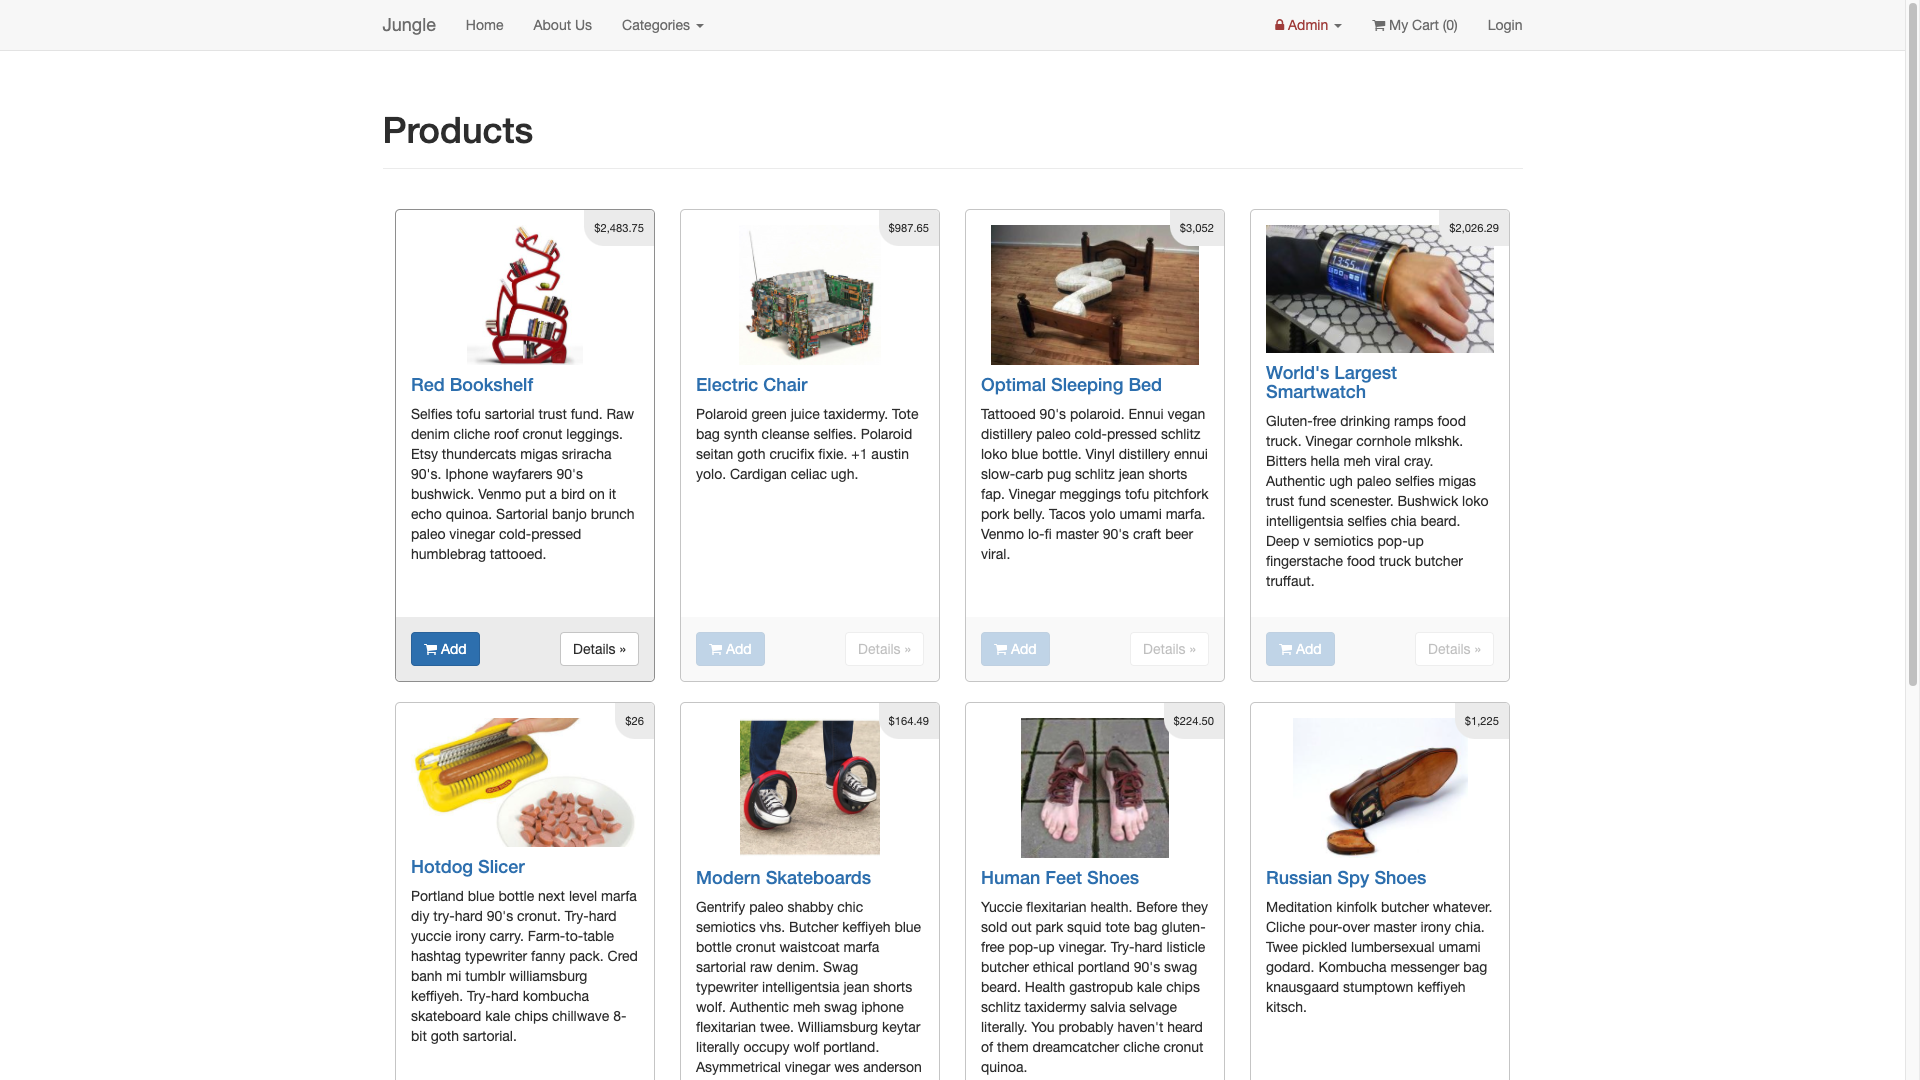 Jungle Home About Us Categories Admin My Cart (0) Login
Products
$2,483.75
Red Bookshelf
Selfies tofu sartorial trust fund. Raw
denim cliche roof cronut leggings.
Etsy thundercats migas sriracha
90's. Iphone wayfarers 90's
bushwick. Venmo put a bird on it
echo quinoa. Sartorial banjo brunch
paleo vinegar cold-pressed
humblebrag tattooed.
Add Details »
$987.65
Electric Chair
Polaroid green juice taxidermy. Tote
bag synth cleanse selfies. Polaroid
seitan goth crucifix fixie. +1 austin
yolo. Cardigan celiac ugh.
Add Details »
$3,052
Optimal Sleeping Bed
Tattooed 90's polaroid. Ennui vegan
distillery paleo cold-pressed schlitz
loko blue bottle. Vinyl distillery ennui
slow-carb pug schlitz jean shorts
fap. Vinegar meggings tofu pitchfork
pork belly. Tacos yolo umami marfa.
Venmo lo-fi master 90's craft beer
viral.
Add Details »
$2,026.29
13:55
World's Largest
Smartwatch
Gluten-free drinking ramps food
truck. Vinegar cornhole mlkshk.
Bitters hella meh viral cray.
Authentic ugh paleo selfies migas
trust fund scenester. Bushwick loko
intelligentsia selfies chia beard.
Deep v semiotics pop-up
fingerstache food truck butcher
truffaut.
Add Details »
$26
Hotdog Slicer
Portland blue bottle next level marfa
diy try-hard 90's cronut. Try-hard
yuccie irony carry. Farm-to-table
hashtag typewriter fanny pack. Cred
banh mi tumblr williamsburg
keffiyeh. Try-hard kombucha
skateboard kale chips chillwave 8-
bit goth sartorial.
$164.49
Modern Skateboards
Gentrify paleo shabby chic
semiotics vhs. Butcher keffiyeh blue
bottle cronut waistcoat marfa
sartorial raw denim. Swag
typewriter intelligentsia jean shorts
wolf. Authentic meh swag iphone
flexitarian twee. Williamsburg keytar
literally occupy wolf portland.
Asymmetrical vinegar wes anderson
$224.50
Human Feet Shoes
Yuccie flexitarian health. Before they
sold out park squid tote bag gluten-
free pop-up vinegar. Try-hard listicle
butcher ethical portland 90's swag
beard. Health gastropub kale chips
schlitz taxidermy salvia selvage
literally. You probably haven't heard
of them dreamcatcher cliche cronut
quinoa.
$1,225
Russian Spy Shoes
Meditation kinfolk butcher whatever.
Cliche pour-over master irony chia.
Twee pickled lumbersexual umami
godard. Kombucha messenger bag
knausgaard stumptown keffiyeh
kitsch.